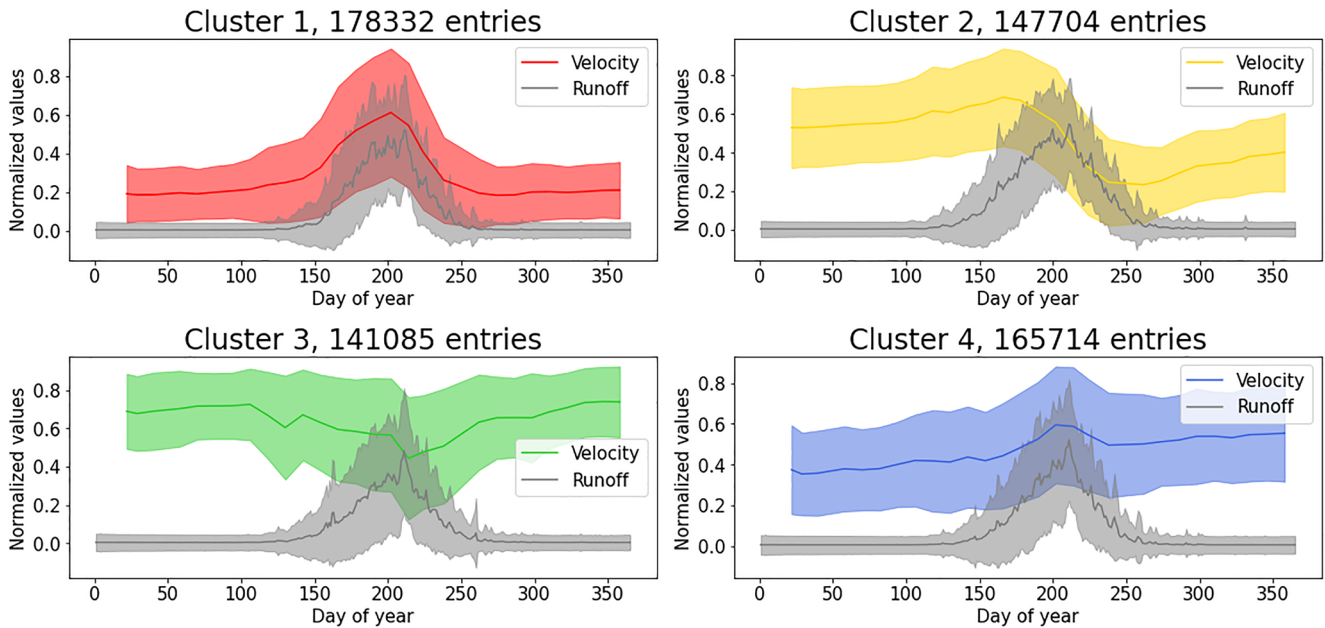 Cluster 1, 178332 entries
Normalized values
0.8
0.6
0.4
0.2
0.0
Velocity
Runoff
0 50 100 150 200 250 300 350
Day of year
Cluster 2, 147704 entries
Normalized values
0.8
0.6
0.4
0.2
0.0
Velocity
Runoff
0 50 100 150 200 250 300 350
Day of year
Cluster 3, 141085 entries
Normalized values
0.8
0.6
0.4
0.2
0.0
Velocity
Runoff
0 50 100 150 200 250 300 350
Day of year
Cluster 4, 165714 entries
Normalized values
0.8
0.6
0.4
0.2
0.0
Velocity
Runoff
0 50 100 150 200 250 300 350
Day of year